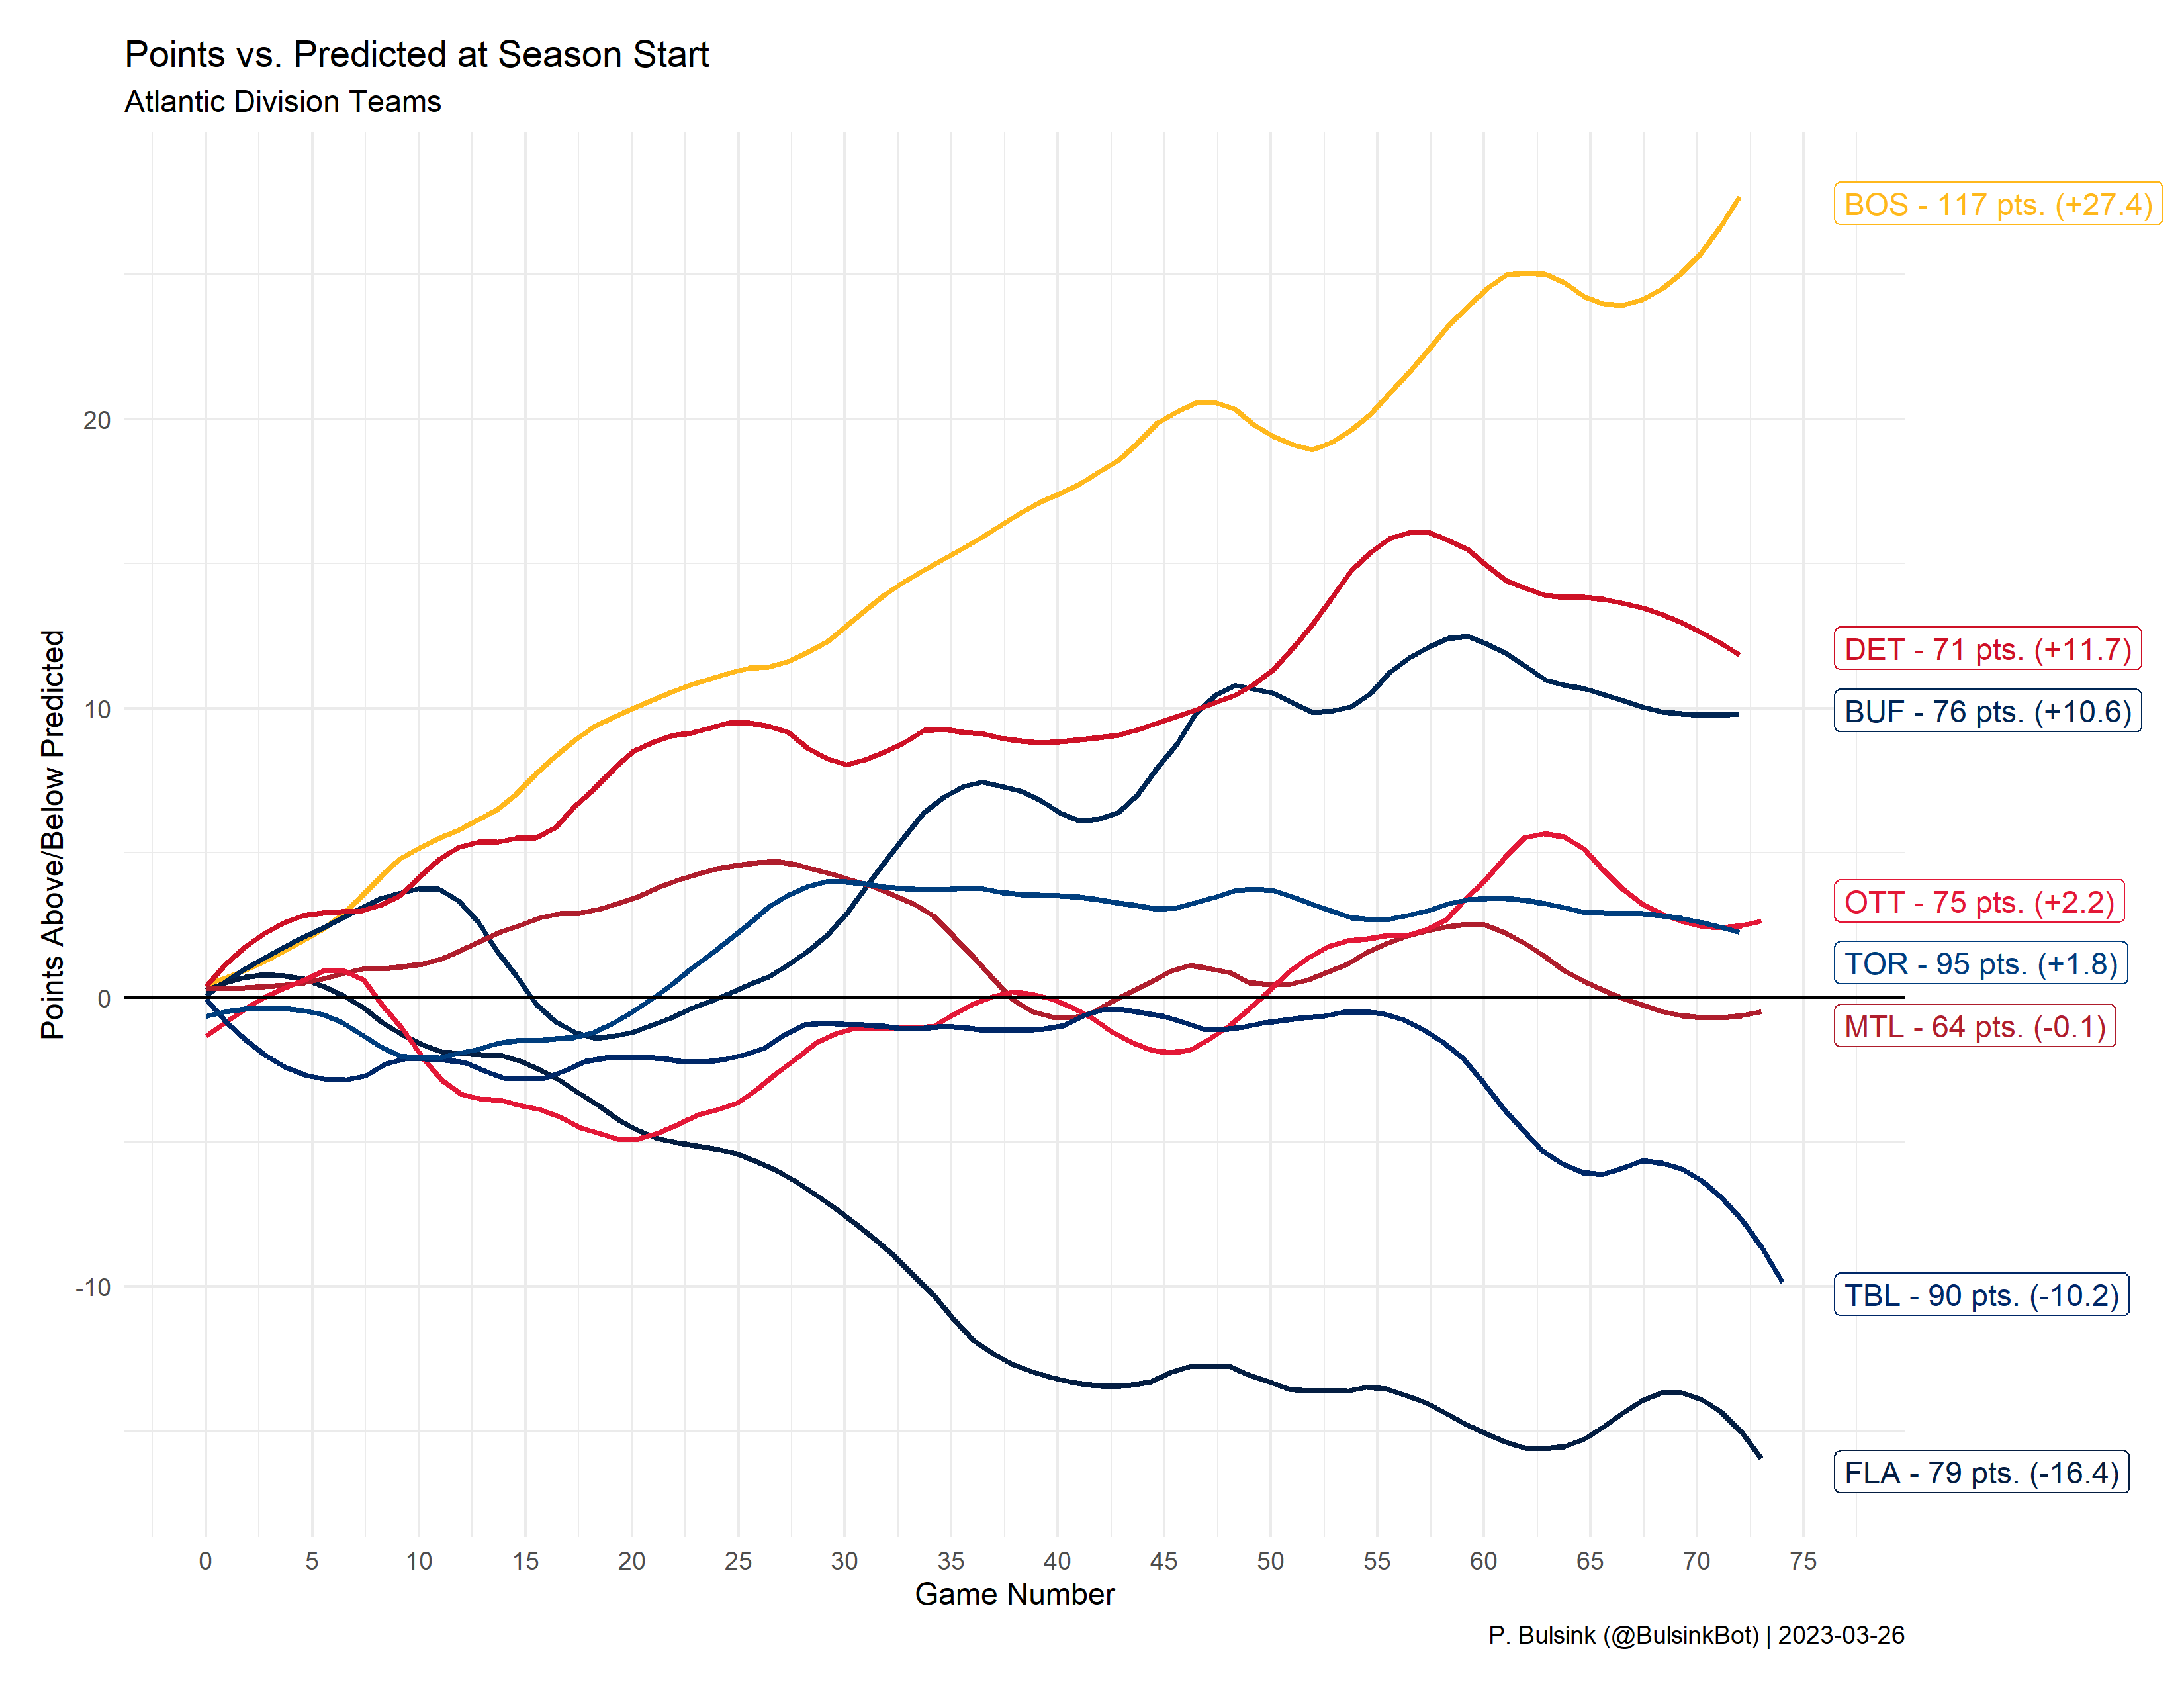 Points vs. Predicted at Season Start
Atlantic Division Teams
Points Above/Below Predicted
20
10
0
-10
BOS - 117 pts. (+27.4)
DET - 71 pts. (+11.7)
BUF - 76 pts. (+10.6)
OTT - 75 pts. (+2.2)
TOR - 95 pts. (+1.8)
MTL - 64 pts. (-0.1)
TBL - 90 pts. (-10.2)
FLA - 79 pts. (-16.4)
0 5 10 15 20 25 30 35 40 45 50 55 60 65 70 75
Game Number
P. Bulsink (@BulsinkBot) | 2023-03-26